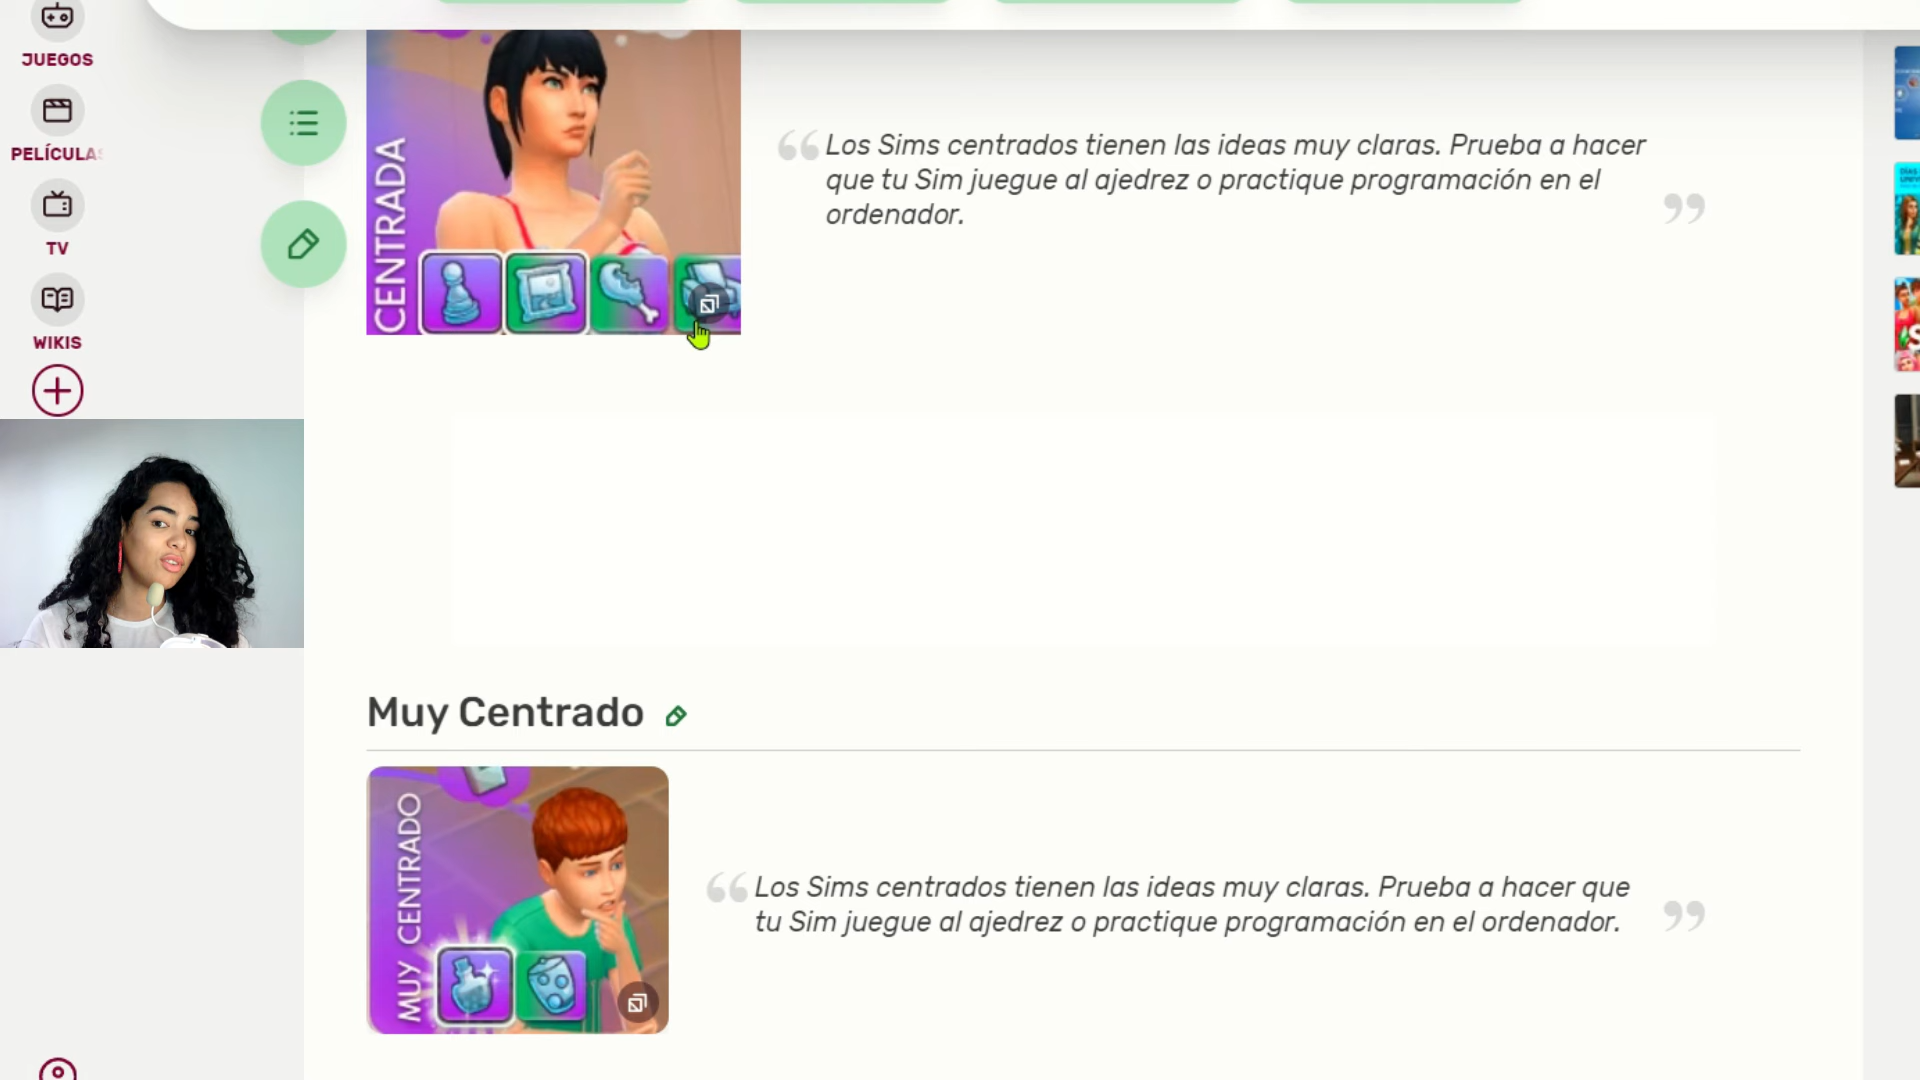 JUEGOS
PELÍCULAS
TV
WIKIS
CENTRADA
“Los Sims centrados tienen las ideas muy claras. Prueba a hacer
que tu Sim juegue al ajedrez o practique programación en el
ordenador.”
Muy Centrado
MUY CENTRADO
“Los Sims centrados tienen las ideas muy claras. Prueba a hacer que
tu Sim juegue al ajedrez o practique programación en el ordenador.”